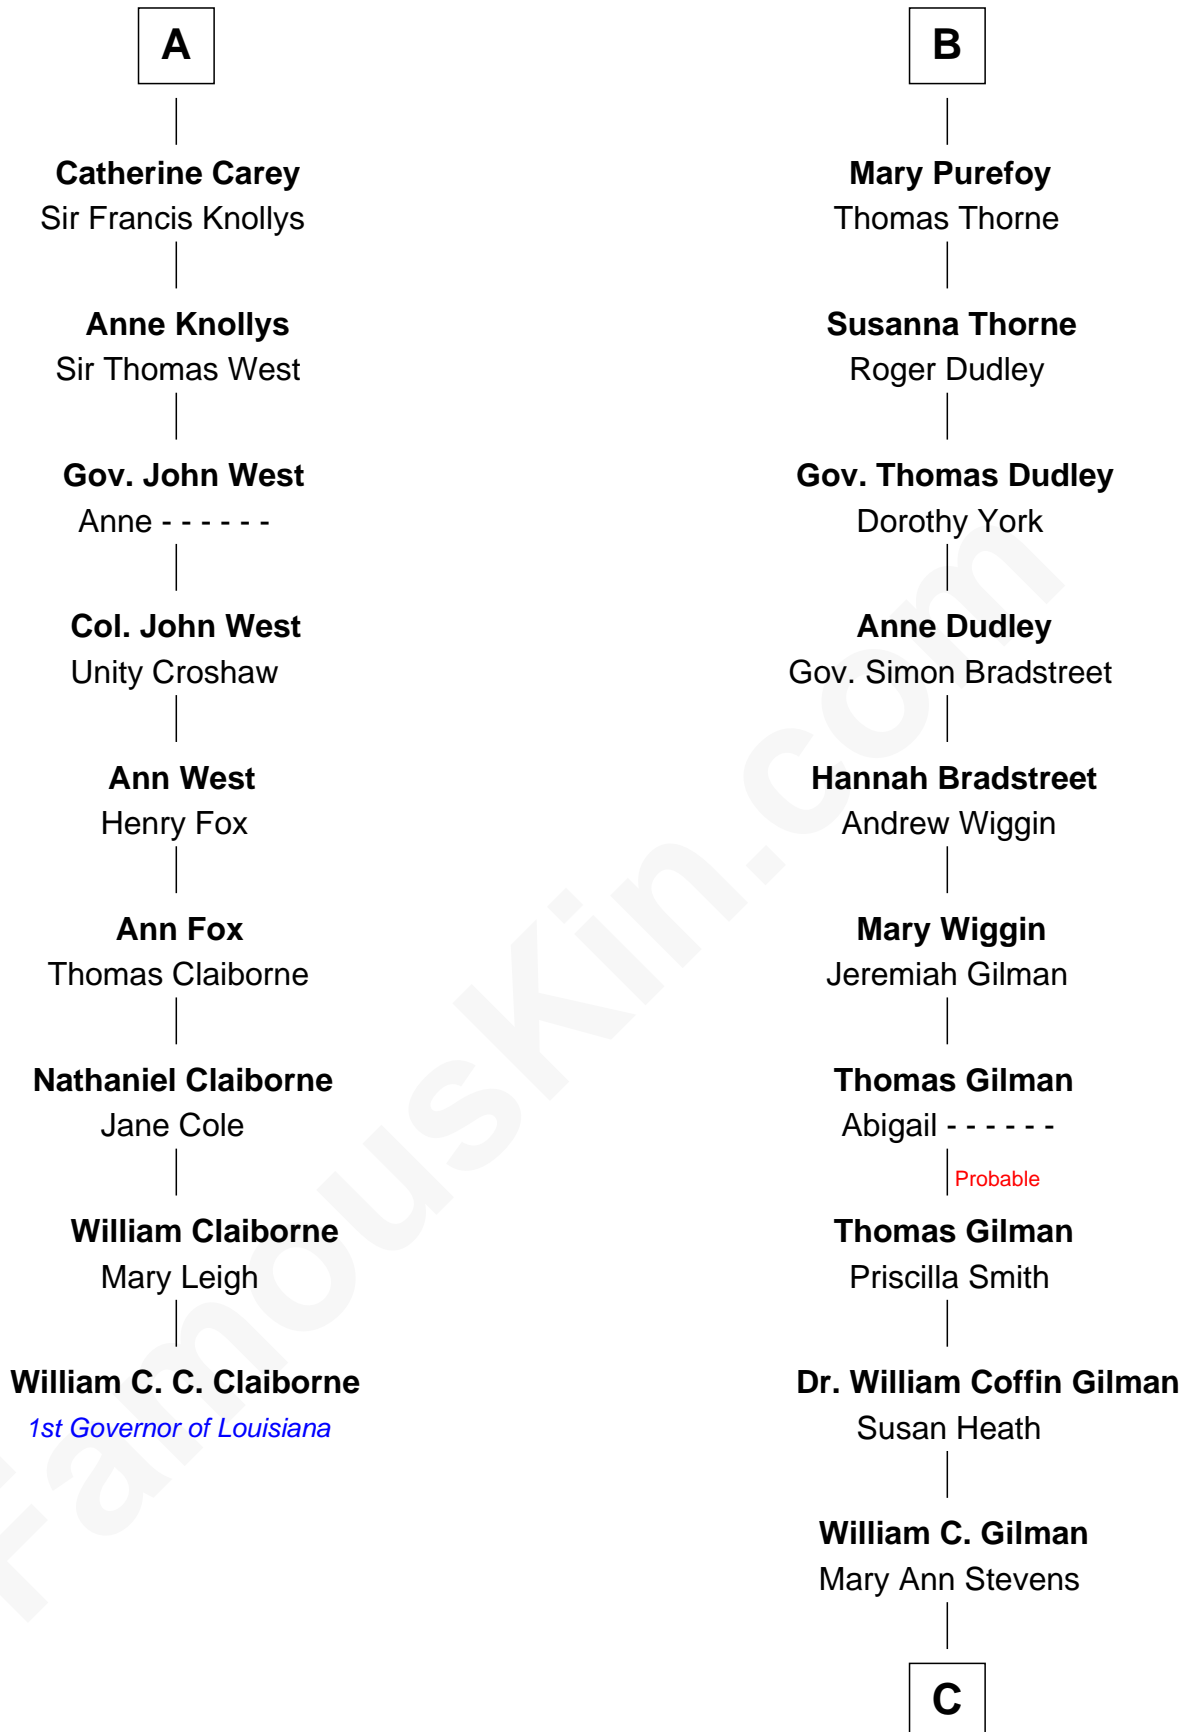 A
Catherine Carey
Sir Francis Knollys
Anne Knollys
Sir Thomas West
Gov. John West
Anne - - - - - -
Col. John West
Unity Croshaw
Ann West
Henry Fox
Ann Fox
Thomas Claiborne
Nathaniel Claiborne
Jane Cole
William Claiborne
Mary Leigh
William C. C. Claiborne
1st Governor of Louisiana
B
Mary Purefoy
Thomas Thorne
Susanna Thorne
Roger Dudley
Gov. Thomas Dudley
Dorothy York
Anne Dudley
Gov. Simon Bradstreet
Hannah Bradstreet
Andrew Wiggin
Mary Wiggin
Jeremiah Gilman
Thomas Gilman
Abigail - - - - - -
Probable
Thomas Gilman
Priscilla Smith
Dr. William Coffin Gilman
Susan Heath
William C. Gilman
Mary Ann Stevens
C
FamousKin.com